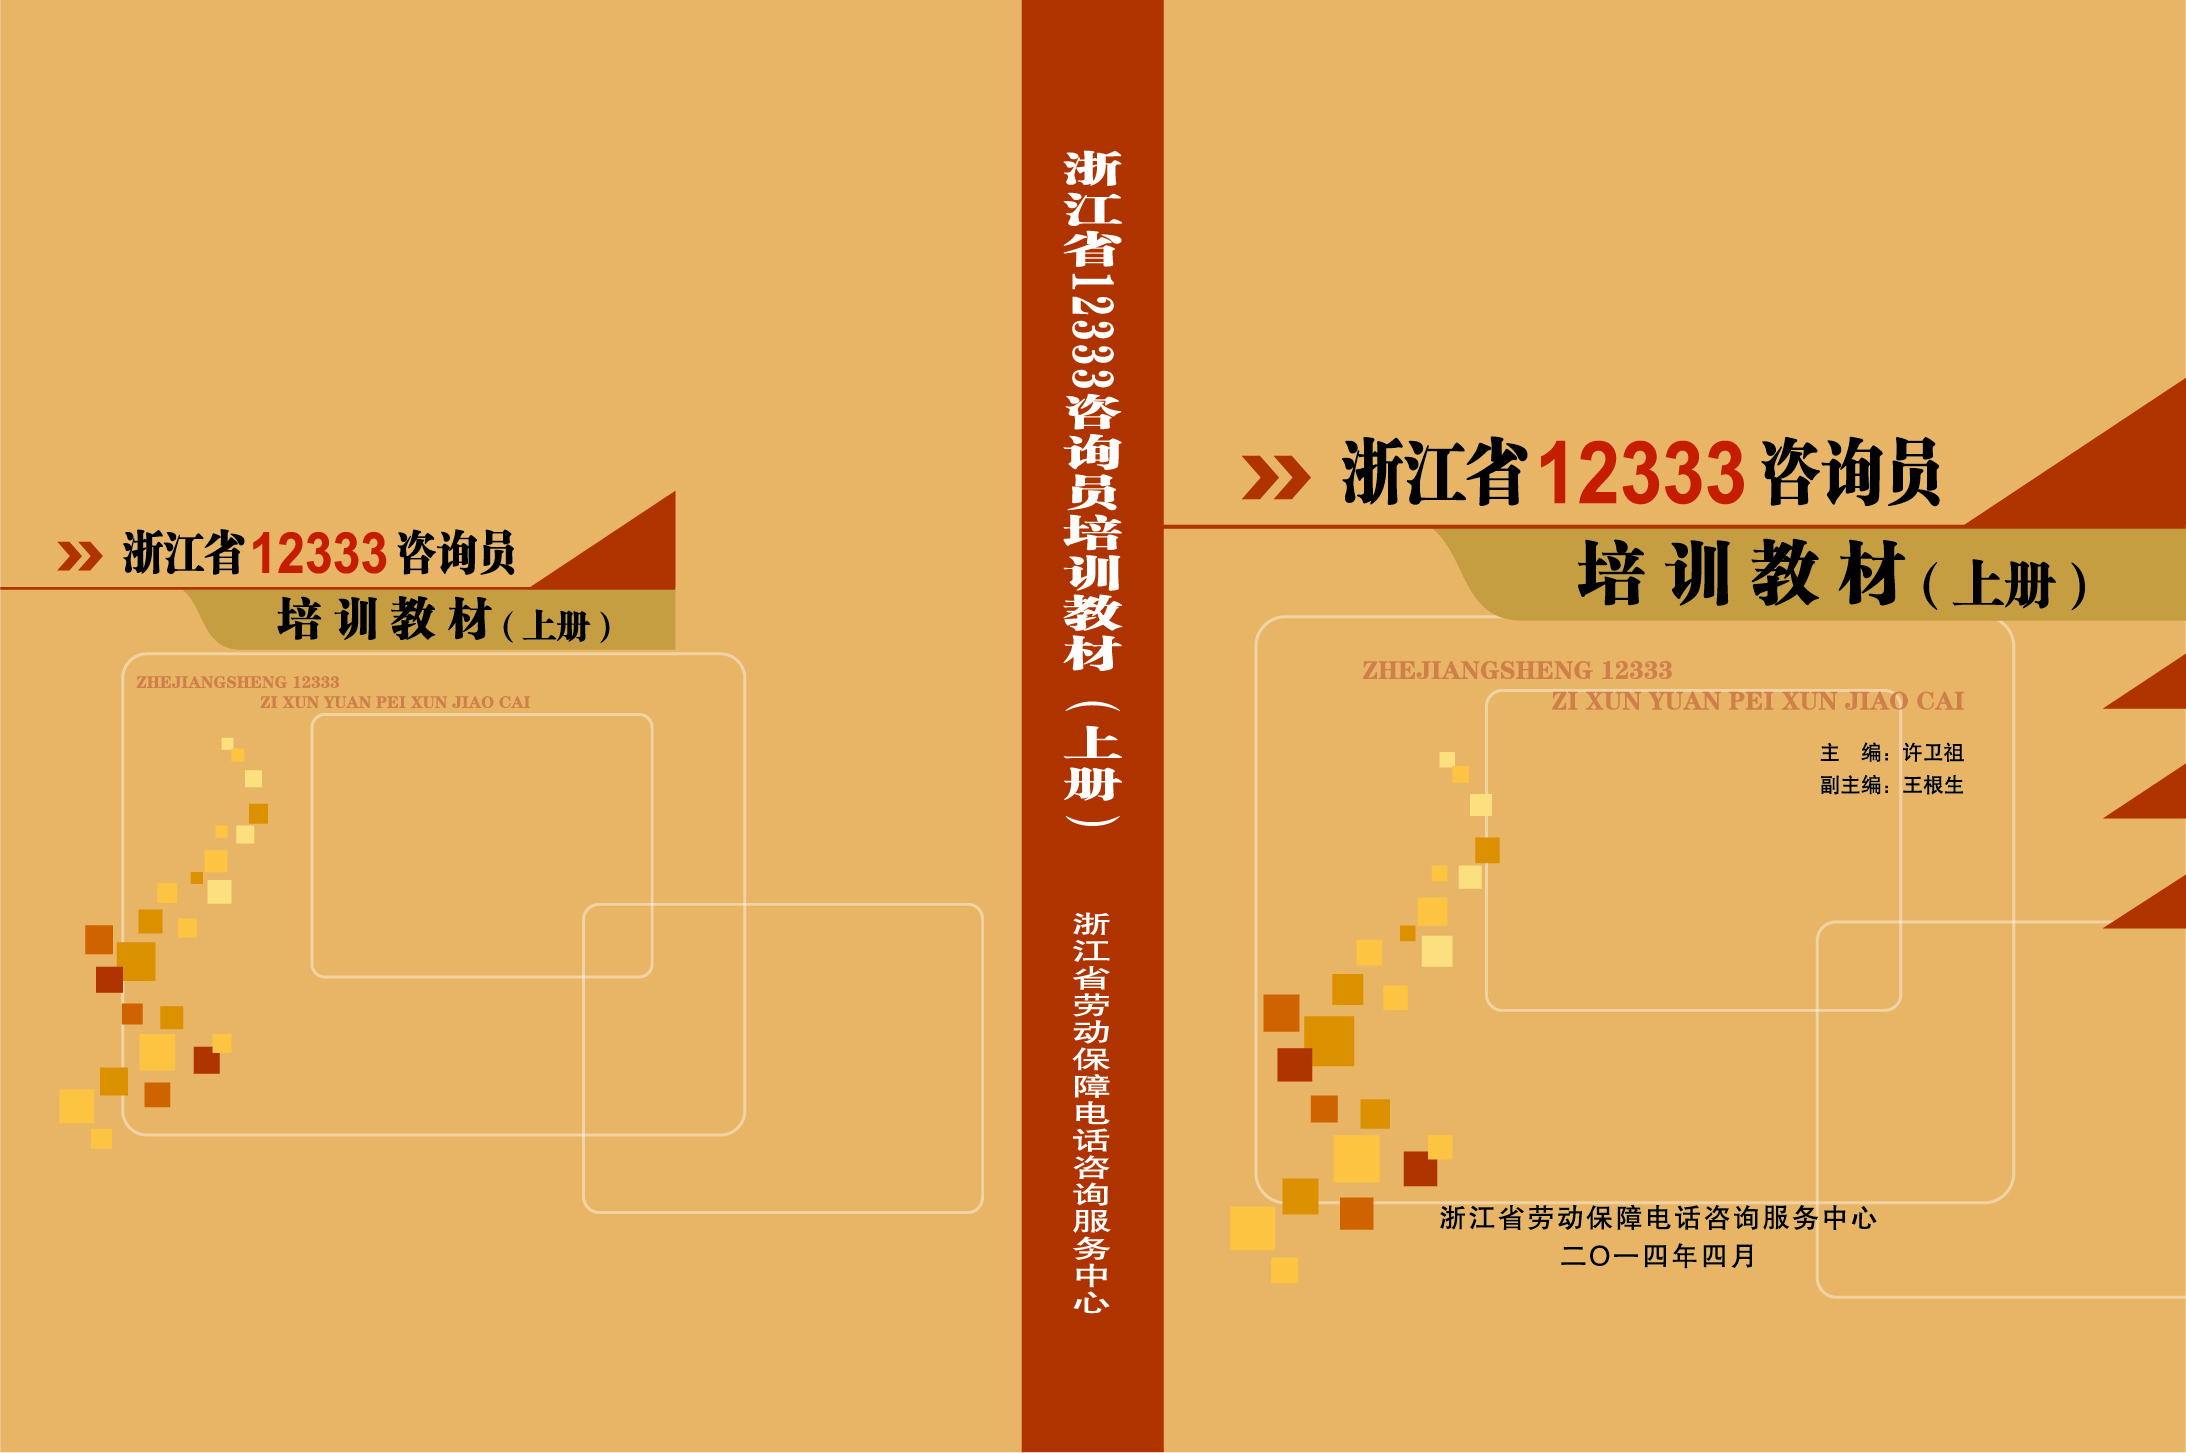 浙江省12333咨询员
培训教材(上册)
ZHEJIANGSHENG 12333
ZI XUN YUAN PEI XUN JIAO CAI
浙江省12333咨询员培训教材(上册)
浙江省劳动保障电话咨询服务中心
浙江省12333咨询员
培训教材(上册)
ZHEJIANGSHENG 12333
ZI XUN YUAN PEI XUN JIAO CAI
主 编：许卫祖
副主编：王根生
浙江省劳动保障电话咨询服务中心
二〇一四年四月